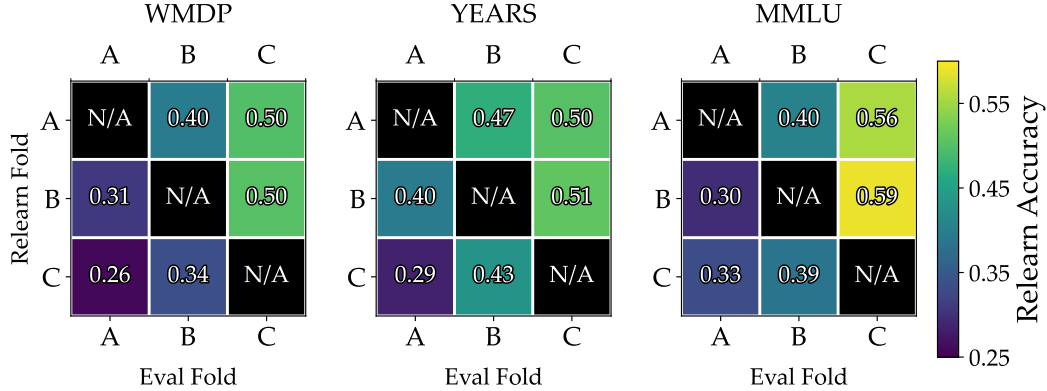 WMDP YEARS MMLU
A B C A B C A B C
A N/A 0.40 0.50 A N/A 0.47 0.50 A N/A 0.40 0.56
B 0.31 N/A 0.50 B 0.40 N/A 0.51 B 0.30 N/A 0.59
C 0.26 0.34 N/A C 0.29 0.43 N/A C 0.33 0.39 N/A
A B C A B C A B C
Eval Fold Eval Fold Eval Fold
Relearn Fold
0.55
0.45
0.35
0.25
Relearn Accuracy